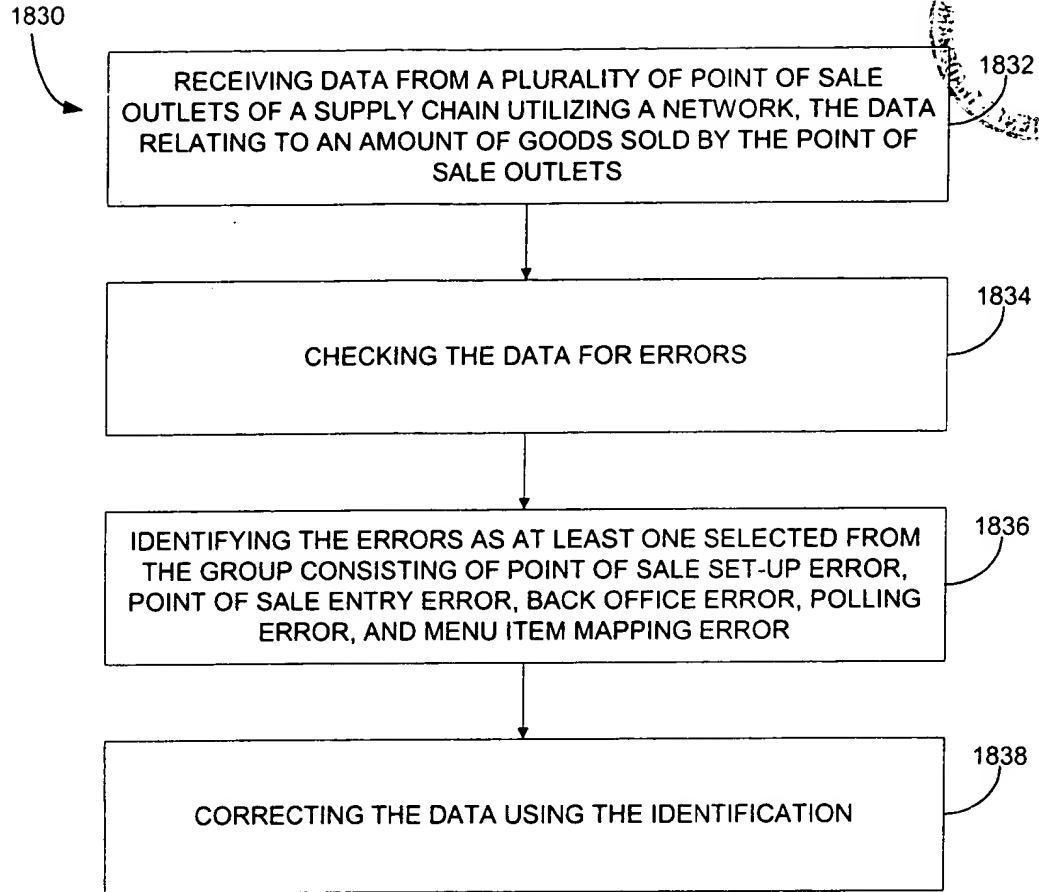 1830
RECEIVING DATA FROM A PLURALITY OF POINT OF SALE
OUTLETS OF A SUPPLY CHAIN UTILIZING A NETWORK, THE DATA
RELATING TO AN AMOUNT OF GOODS SOLD BY THE POINT OF
SALE OUTLETS
1832
CHECKING THE DATA FOR ERRORS
1834
IDENTIFYING THE ERRORS AS AT LEAST ONE SELECTED FROM
THE GROUP CONSISTING OF POINT OF SALE SET-UP ERROR,
POINT OF SALE ENTRY ERROR, BACK OFFICE ERROR, POLLING
ERROR, AND MENU ITEM MAPPING ERROR
1836
CORRECTING THE DATA USING THE IDENTIFICATION
1838